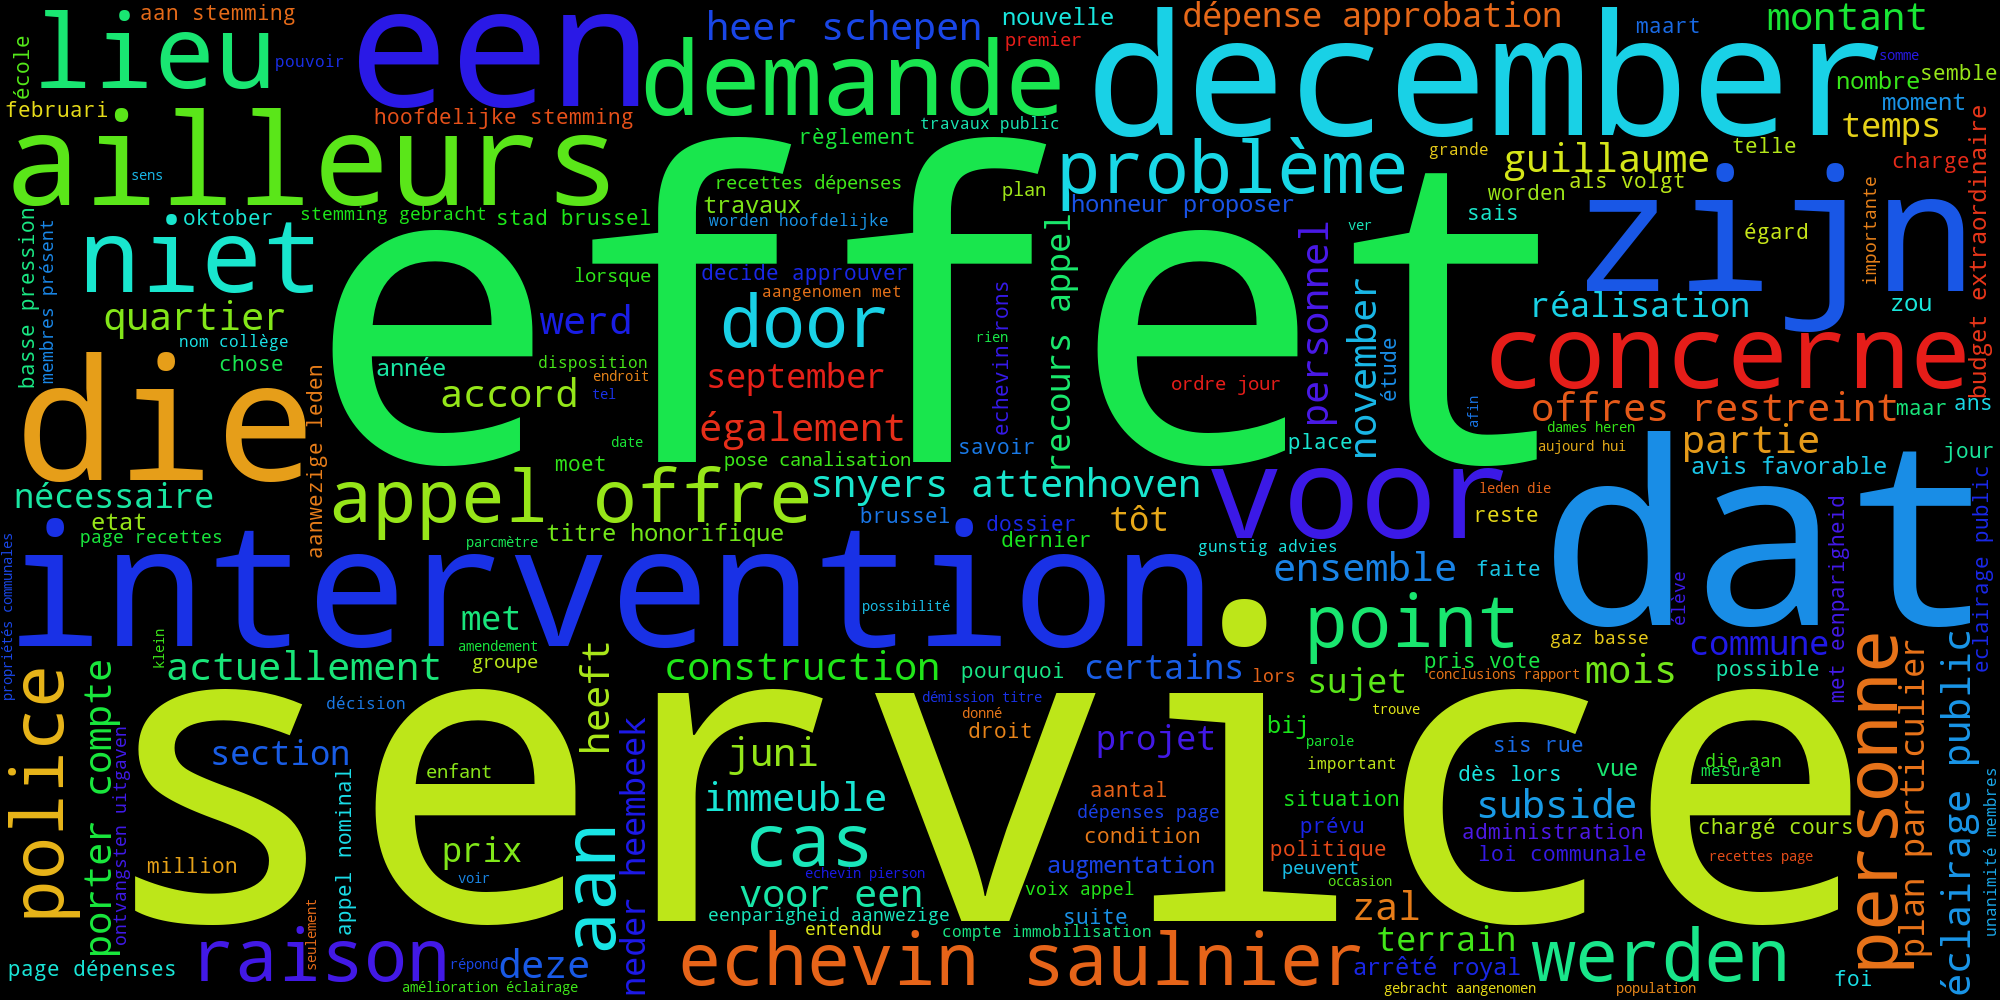 aan stemming
lieu
een
heer schepen
nouvelle
dépense approbation
maart
montant
école
pouvoir
demande
premier
december
somme
nombre
semble
februari
ailleurs
hoofdelijke stemming
travaux public
règlement
moment
temps
sens
effet
problème
grande
guillaume
telle
charge
budget extraordinaire
recettes dépenses
plan
worden
als volgt
zijn
oktober
stemming gebracht
stad brussel
travaux
worden hoofdelijke
honneur proposer
sais
égard
importante
niet
basse pression
membres présent
lorsque
decide approuver
aangenomen met
recours appel
personnel
ver
november
réalisation
zou
quartier
nom collège
chose
werd
door
echevin rons
rien
étude
concerne
die
année
disposition
endroit
tel
accord
september
ordre jour
afin
offres restreint
maar
ans
aanwezige leden
date
également
savoir
place
dames heren
aujourd hui
partie
moet
pose canalisation
avis favorable
jour
nécessaire
appel offre
snyers attenhoven
voor
leden die
dat
etat
page recettes
parcmètre
titre honorifique
brussel
dossier
dernier
tôt
reste
gunstig advies
propriétés communales
intervention
ensemble
faite
élève
met eenparigheid
eclairage public
possibilité
met
amendement
groupe
klein
point
gaz basse
commune
police
porter compte
actuellement
heeft
construction
pourquoi
certains
lors
pris vote
conclusions rapport
sujet
mois
possible
personne
plan particulier
éclairage public
service
décision
démission titre
donné
droit
trouve
ontvangsten uitgaven
section
neder heembeek
juni
projet
bij
parole
sis rue
die aan
mesure
enfant
important
dès lors
vue
million
appel nominal
immeuble
aantal
dépenses page
situation
subside
unanimité membres
prix
cas
condition
prévu
administration
chargé cours
politique
loi communale
recettes page
voir
echevin pierson
augmentation
peuvent
occasion
aan
voor een
voix appel
eenparigheid aanwezige
suite
zal
seulement
entendu
compte immobilisation
raison
echevin saulnier
terrain
werden
page dépenses
répond
deze
arrêté royal
foi
amélioration éclairage
gebracht aangenomen
population